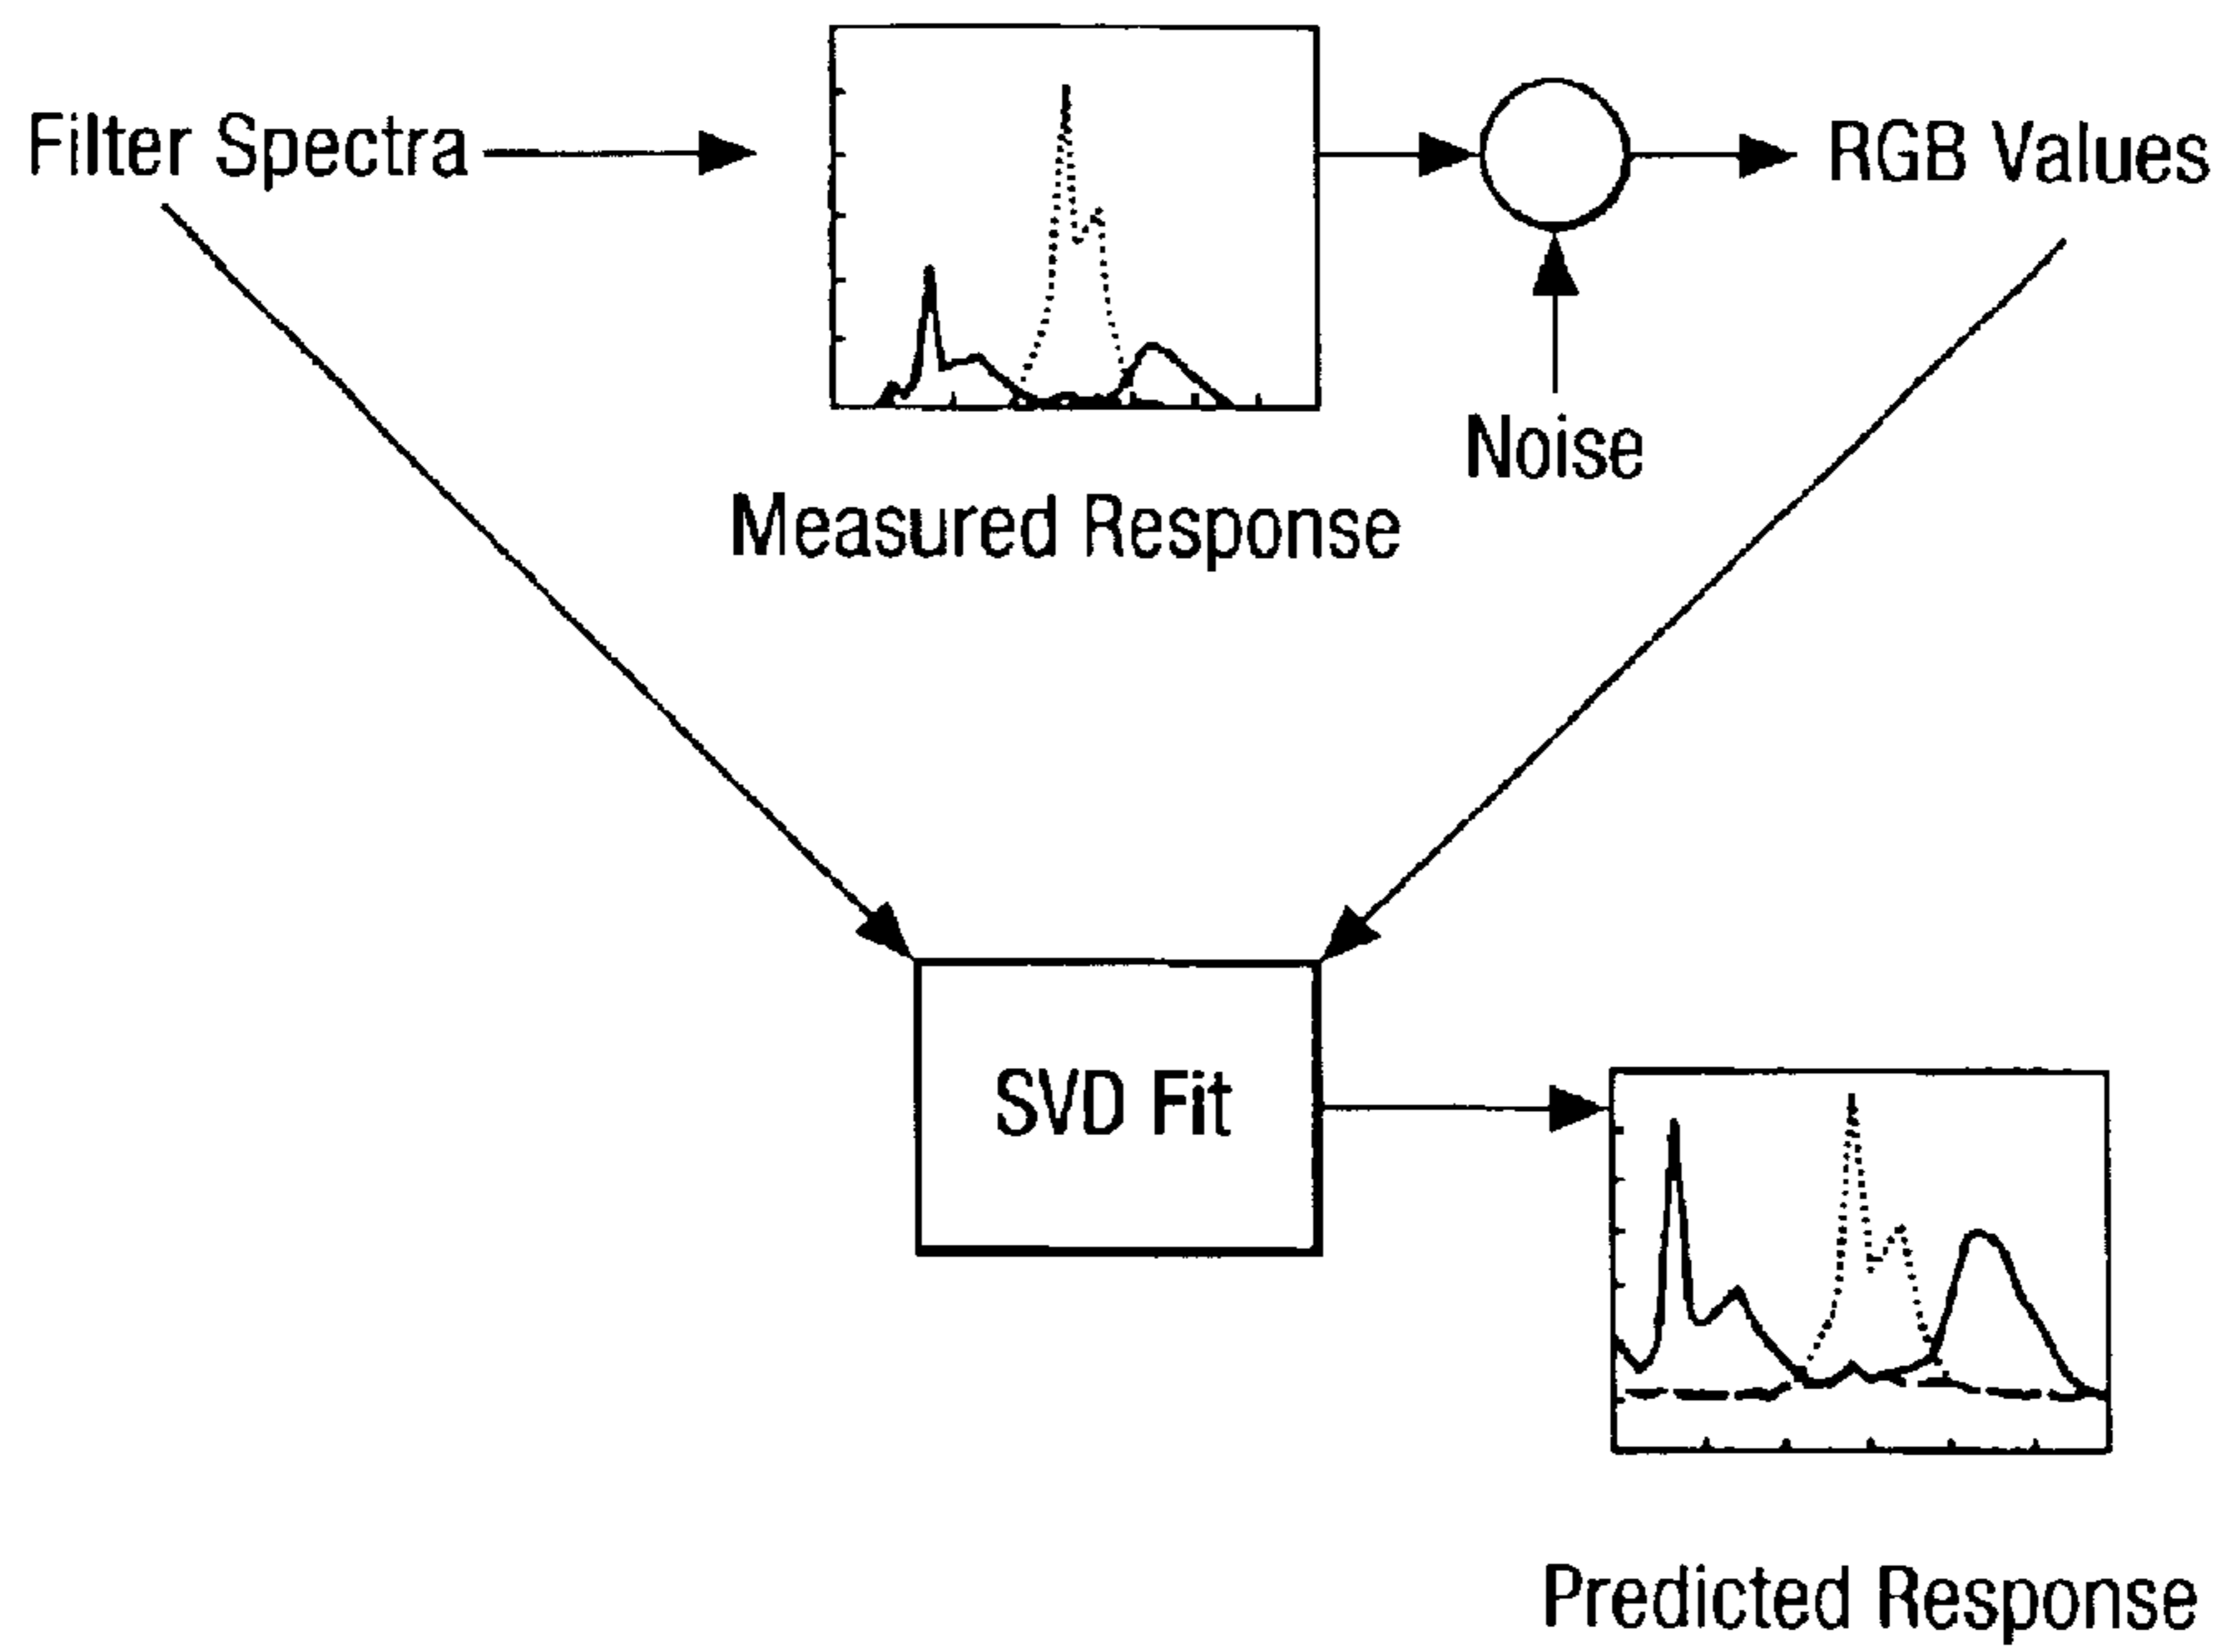 Filter Spectra
RGB Values
Noise
Measured Response
SVD Fit
Predicted Response